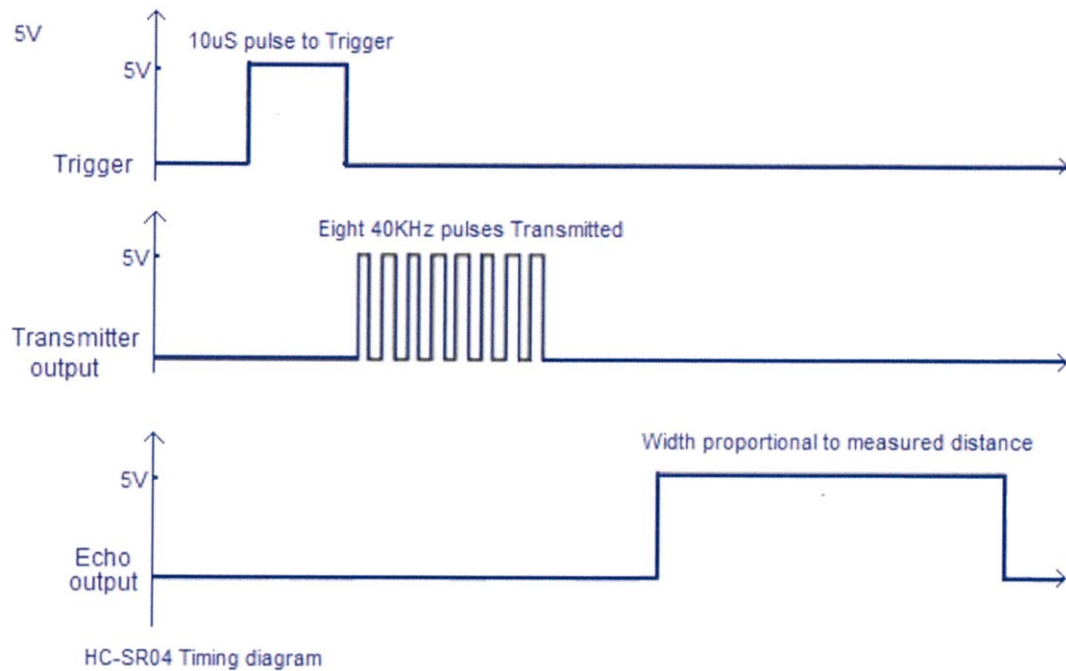 5V
10uS pulse to Trigger
5V
Trigger
Eight 40KHz pulses Transmitted
5V
Transmitter
output
Width proportional to measured distance
5V
Echo
output
HC-SR04 Timing diagram